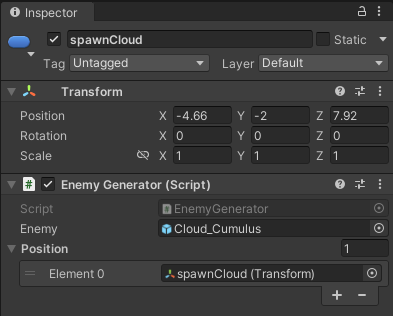 Inspector
spawnCloud Static
Tag Untagged Layer Default
Transform
Position X -4.66 Y -2 Z 7.92
Rotation X 0 Y 0 Z 0
Scale X 1 Y 1 Z 1
# Enemy Generator (Script)
Script # EnemyGenerator
Enemy Cloud_Cumulus
Position 1
Element 0 spawnCloud (Transform)
+ −